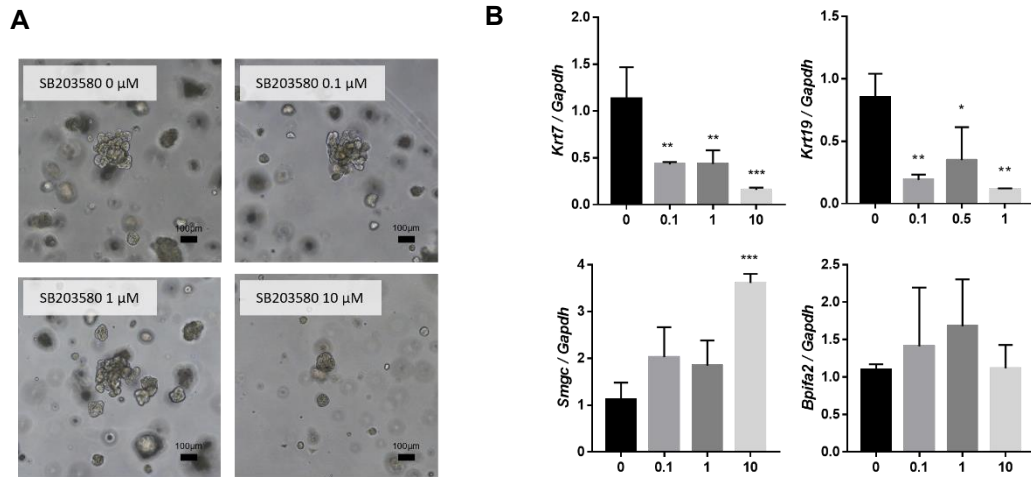 A
SB203580 0 μM
100μm
SB203580 0.1 μM
100μm
SB203580 1 μM
100μm
SB203580 10 μM
100μm
B
Krt7 / Gapdh
1.5
1.0
0.5
0.0
**
**
***
0 0.1 1 10
Krt19 / Gapdh
1.5
1.0
0.5
0.0
**
*
**
0 0.1 0.5 1
Smgc / Gapdh
4
3
2
1
0
***
0 0.1 1 10
Bpifa2 / Gapdh
2.5
2.0
1.5
1.0
0.5
0.0
0 0.1 1 10